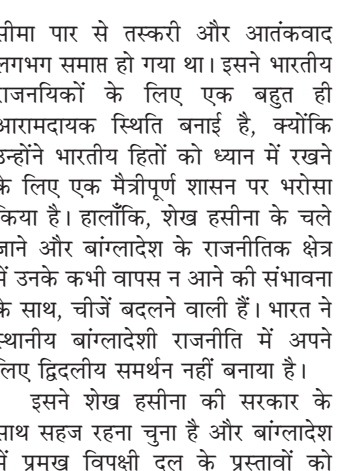 सीमा पार से तस्करी और आतंकवाद
लगभग समाप्त हो गया था। इसने भारतीय
राजनयिकों के लिए एक बहुत ही
आरामदायक स्थिति बनाई है, क्योंकि
उन्होंने भारतीय हितों को ध्यान में रखने
के लिए एक मैत्रीपूर्ण शासन पर भरोसा
किया है। हालाँकि, शेख हसीना के चले
जाने और बांग्लादेश के राजनीतिक क्षेत्र
में उनके कभी वापस न आने की संभावना
के साथ, चीजें बदलने वाली हैं। भारत ने
स्थानीय बांग्लादेशी राजनीति में अपने
लिए द्विदलीय समर्थन नहीं बनाया है।
इसने शेख हसीना की सरकार के
साथ सहज रहना चुना है और बांग्लादेश
में प्रमुख विपक्षी दल के प्रस्तावों को